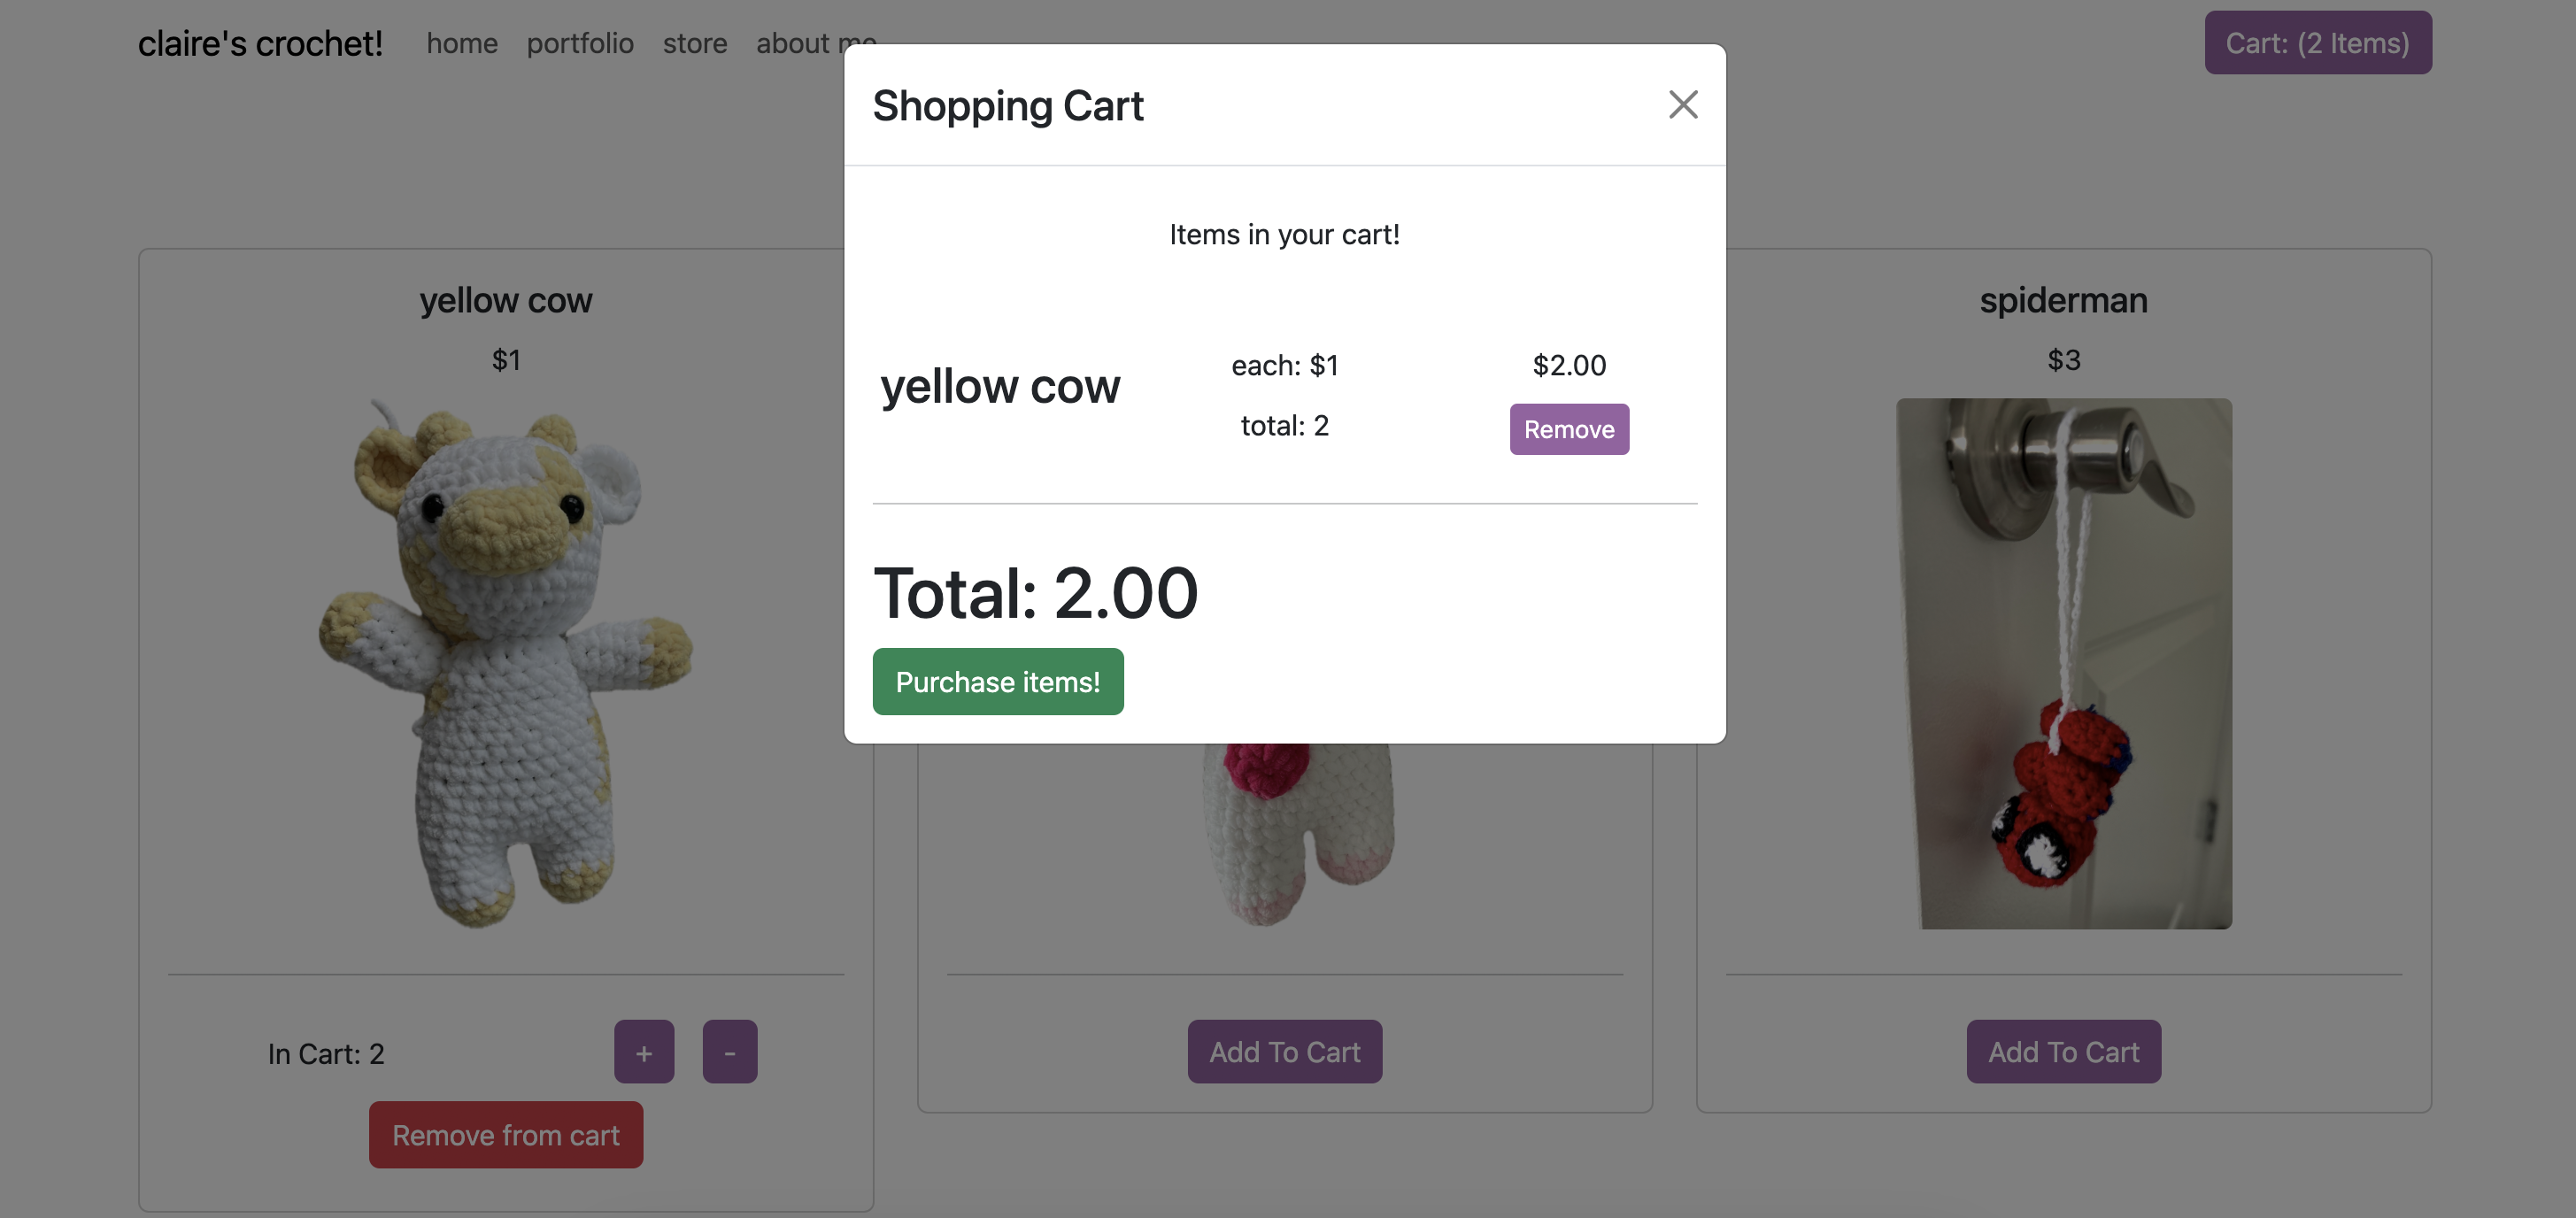 claire's crochet! home portfolio store about me Cart: (2 Items)
Shopping Cart
Items in your cart!
yellow cow
each: $1
total: 2
$2.00
Remove
Total: 2.00
Purchase items!
yellow cow
$1
In Cart: 2 + -
Remove from cart
Add To Cart
spiderman
$3
Add To Cart